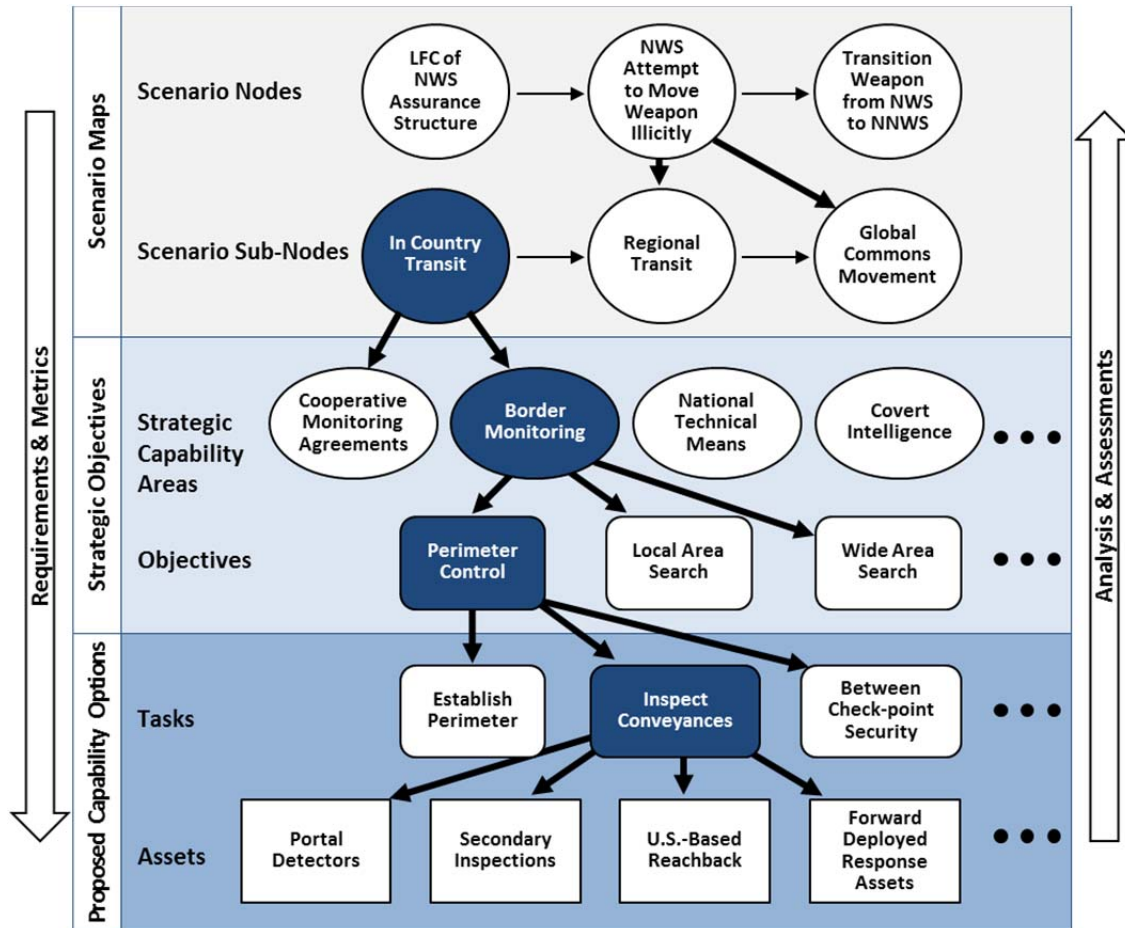 Scenario Maps
Strategic Objectives
Proposed Capability Options
Requirements & Metrics
Analysis & Assessments
Scenario Nodes
LFC of
NWS
Assurance
Structure
NWS
Attempt
to Move
Weapon
Illicitly
Transition
Weapon
from NWS
to NNWS
Scenario Sub-Nodes
In Country
Transit
Regional
Transit
Global
Commons
Movement
Strategic
Capability
Areas
Cooperative
Monitoring
Agreements
Border
Monitoring
National
Technical
Means
Covert
Intelligence
Objectives
Perimeter
Control
Local Area
Search
Wide Area
Search
Tasks
Establish
Perimeter
Inspect
Conveyances
Between
Check-point
Security
Assets
Portal
Detectors
Secondary
Inspections
U.S.-Based
Reachback
Forward
Deployed
Response
Assets